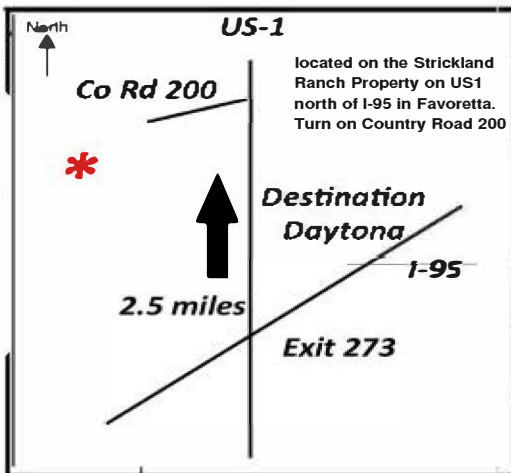 North
US-1
located on the Strickland
Ranch Property on US1
north of I-95 in Favoretta.
Turn on Country Road 200
Co Rd 200
*
Destination
Daytona
I-95
2.5 miles
Exit 273